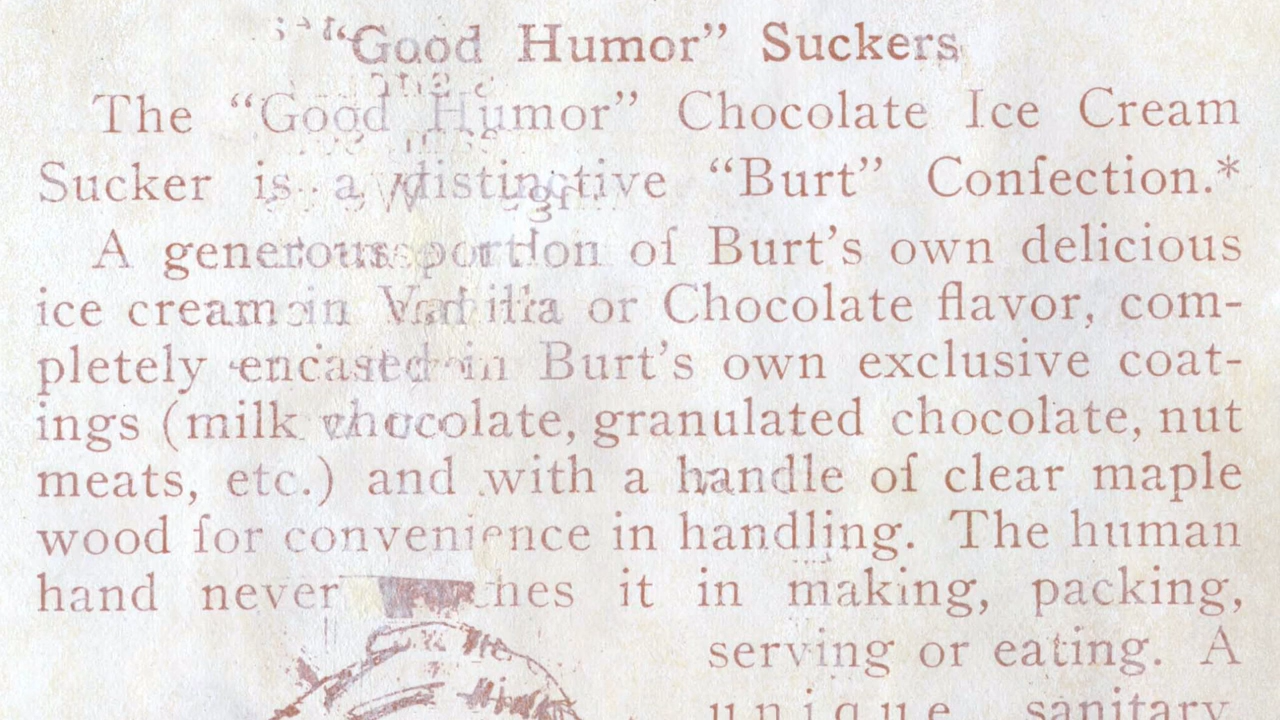 “Good Humor” Suckers
The “Good Humor” Chocolate Ice Cream
Sucker is a distinctive “Burt” Confection.*
A generous portion of Burt’s own delicious
ice cream in Vanilla or Chocolate flavor, com-
pletely encased in Burt’s own exclusive coat-
ings (milk chocolate, granulated chocolate, nut
meats, etc.) and with a handle of clear maple
wood for convenience in handling. The human
hand never touches it in making, packing,
serving or eating. A
unique sanitary